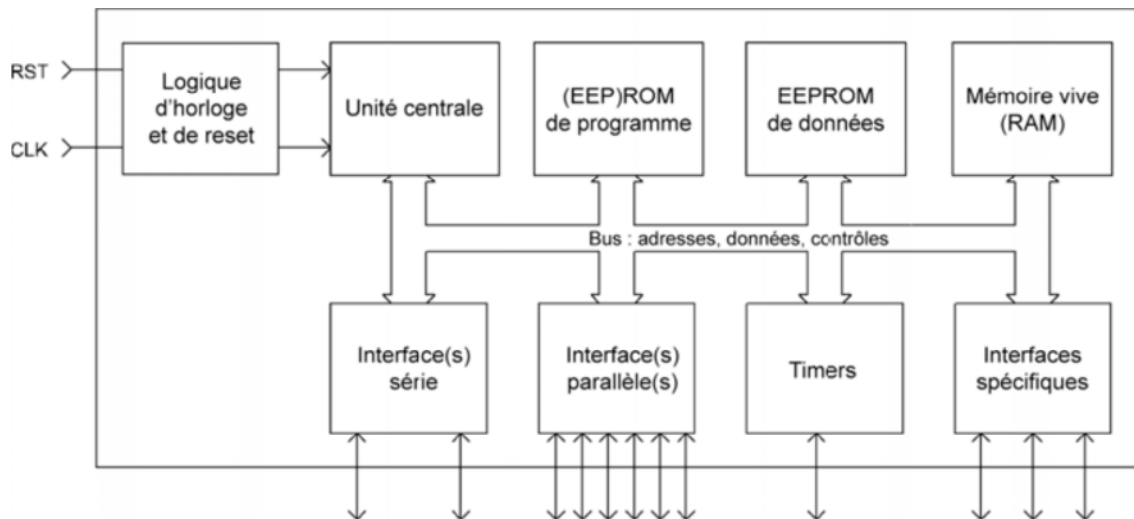 RST
CLK
Logique
d'horloge
et de reset
Unité centrale
(EEP)ROM
de programme
EEPROM
de données
Mémoire vive
(RAM)
Bus : adresses, données, contrôles
Interface(s)
série
Interface(s)
parallèle(s)
Timers
Interfaces
spécifiques